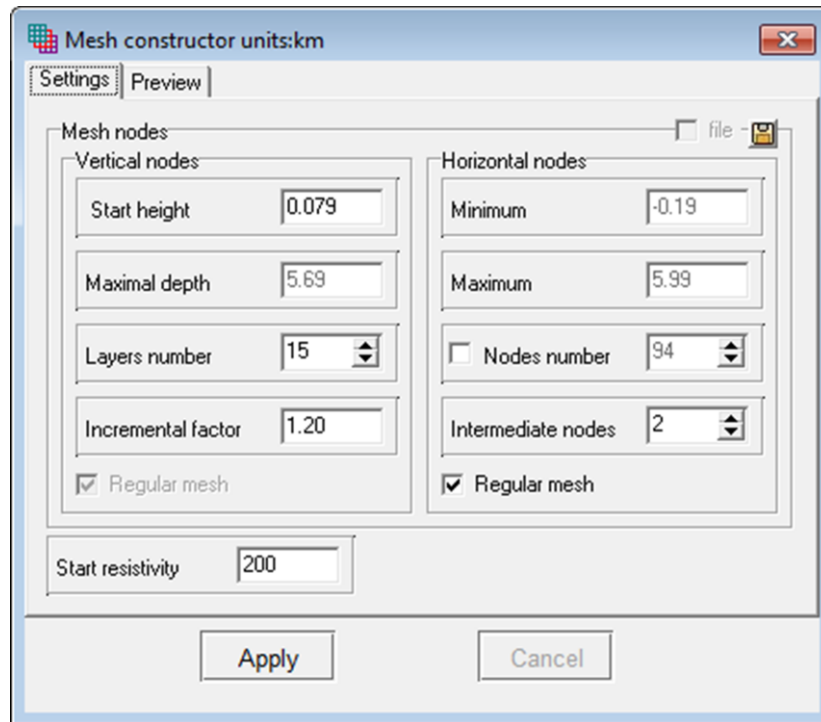 Mesh constructor units:km
Settings Preview
Mesh nodes file
Vertical nodes
Start height 0.079
Maximal depth 5.69
Layers number 15
Incremental factor 1.20
Regular mesh
Horizontal nodes
Minimum -0.19
Maximum 5.99
Nodes number 94
Intermediate nodes 2
Regular mesh
Start resistivity 200
Apply Cancel